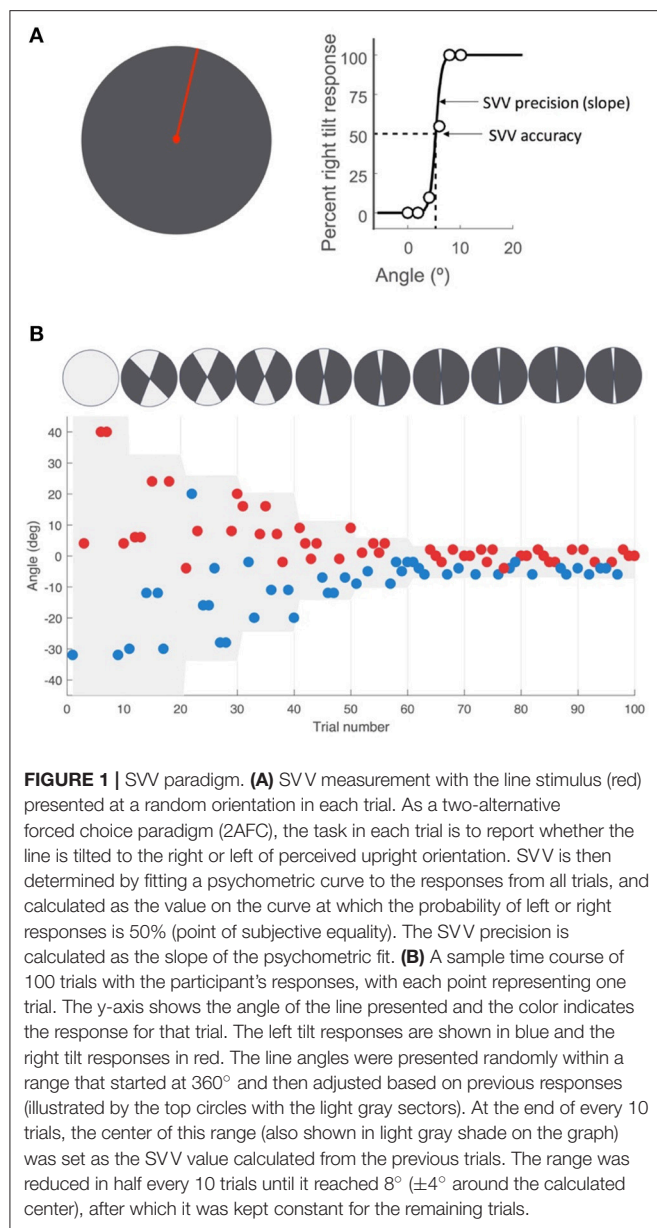 A
Percent right tilt response
100
75
50
25
0
SVV precision (slope)
SVV accuracy
0 10 20
Angle (º)
B
Angle (deg)
40
30
20
10
0
-10
-20
-30
-40
0 10 20 30 40 50 60 70 80 90 100
Trial number
FIGURE 1 | SVV paradigm. (A) SVV measurement with the line stimulus (red)
presented at a random orientation in each trial. As a two-alternative
forced choice paradigm (2AFC), the task in each trial is to report whether the
line is tilted to the right or left of perceived upright orientation. SVV is then
determined by fitting a psychometric curve to the responses from all trials, and
calculated as the value on the curve at which the probability of left or right
responses is 50% (point of subjective equality). The SVV precision is
calculated as the slope of the psychometric fit. (B) A sample time course of
100 trials with the participant's responses, with each point representing one
trial. The y-axis shows the angle of the line presented and the color indicates
the response for that trial. The left tilt responses are shown in blue and the
right tilt responses in red. The line angles were presented randomly within a
range that started at 360° and then adjusted based on previous responses
(illustrated by the top circles with the light gray sectors). At the end of every 10
trials, the center of this range (also shown in light gray shade on the graph)
was set as the SVV value calculated from the previous trials. The range was
reduced in half every 10 trials until it reached 8° (±4° around the calculated
center), after which it was kept constant for the remaining trials.